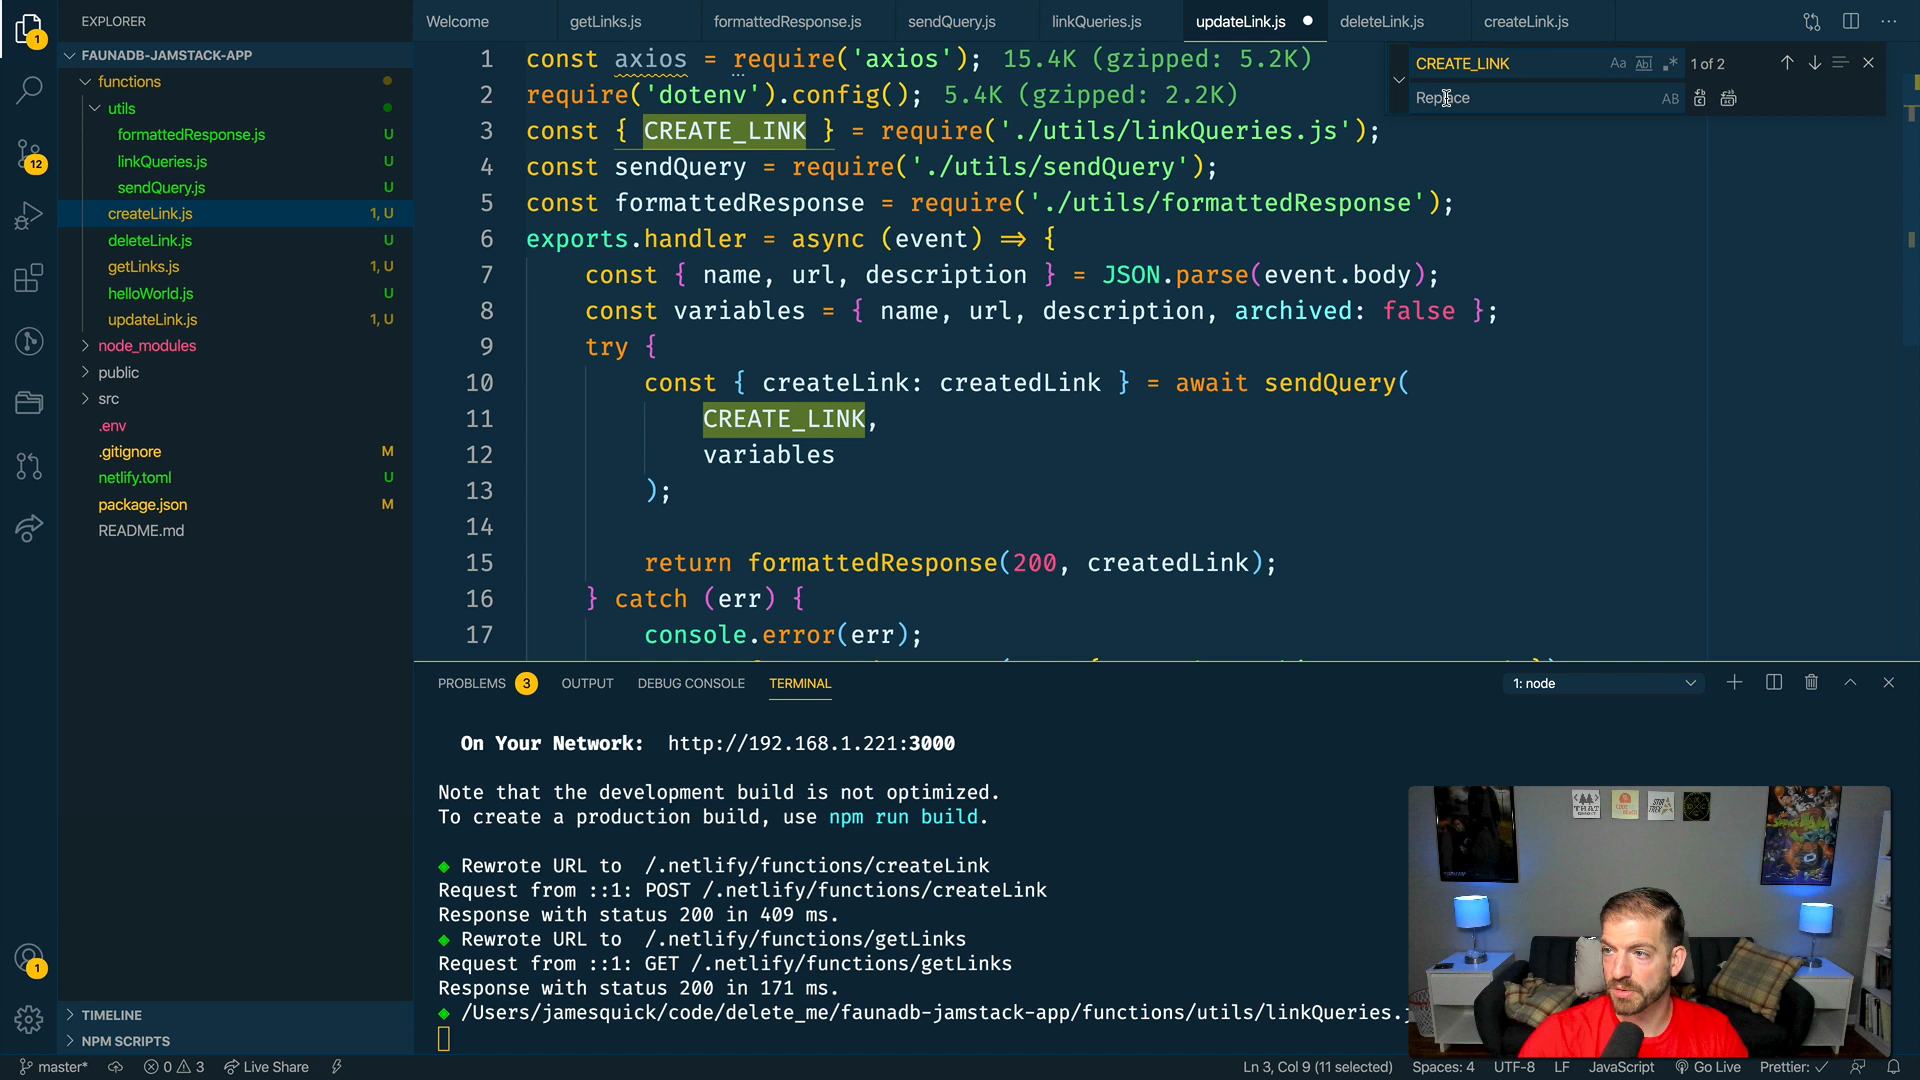 EXPLORER
FAUNADB-JAMSTACK-APP
functions
utils
formattedResponse.js U
linkQueries.js U
sendQuery.js U
createLink.js 1, U
deleteLink.js U
getLinks.js 1, U
helloWorld.js U
updateLink.js 1, U
node_modules
public
src
.env
.gitignore M
netlify.toml U
package.json M
README.md
TIMELINE
NPM SCRIPTS
1
12
1
Welcome getLinks.js formattedResponse.js sendQuery.js linkQueries.js updateLink.js deleteLink.js createLink.js
CREATE_LINK Aa Abl .* 1 of 2
Replace AB
1 const axios = require('axios'); 15.4K (gzipped: 5.2K)
2 require('dotenv').config(); 5.4K (gzipped: 2.2K)
3 const { CREATE_LINK } = require('./utils/linkQueries.js');
4 const sendQuery = require('./utils/sendQuery');
5 const formattedResponse = require('./utils/formattedResponse');
6 exports.handler = async (event) => {
7 const { name, url, description } = JSON.parse(event.body);
8 const variables = { name, url, description, archived: false };
9 try {
10 const { createLink: createdLink } = await sendQuery(
11 CREATE_LINK,
12 variables
13 );
14
15 return formattedResponse(200, createdLink);
16 } catch (err) {
17 console.error(err);
PROBLEMS 3 OUTPUT DEBUG CONSOLE TERMINAL 1: node
On Your Network: http://192.168.1.221:3000
Note that the development build is not optimized.
To create a production build, use npm run build.
◆ Rewrote URL to /.netlify/functions/createLink
Request from ::1: POST /.netlify/functions/createLink
Response with status 200 in 409 ms.
◆ Rewrote URL to /.netlify/functions/getLinks
Request from ::1: GET /.netlify/functions/getLinks
Response with status 200 in 171 ms.
◆ /Users/jamesquick/code/delete_me/faunadb-jamstack-app/functions/utils/linkQueries.j
master* 0 3 Live Share Ln 3, Col 9 (11 selected) Spaces: 4 UTF-8 LF JavaScript Go Live Prettier: ✓